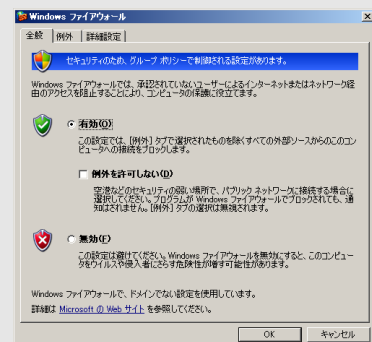 Windows ファイアウォール
全般 例外 詳細設定
セキュリティのため、グループ ポリシーで制御される設定があります。
Windows ファイアウォールでは、承認されていないユーザーによるインターネットまたはネットワーク経
由のアクセスを阻止することにより、コンピュータの保護に役立てます。
有効(O)
この設定では、[例外] タブで選択されたものを除くすべての外部ソースからのこのコン
ピュータへの接続をブロックします。
例外を許可しない(D)
空港などのセキュリティの弱い場所で、パブリック ネットワークに接続する場合に
選択してください。プログラムが Windows ファイアウォールでブロックされても、通
知はされません。[例外] タブの選択は無視されます。
無効(F)
この設定は避けてください。Windows ファイアウォールを無効にすると、このコンピュー
タをウイルスや侵入者にさらす危険性が増す可能性があります。
Windows ファイアウォールで、ドメインでない設定を使用しています。
詳細は Microsoft の Web サイト を参照してください。
OK キャンセル